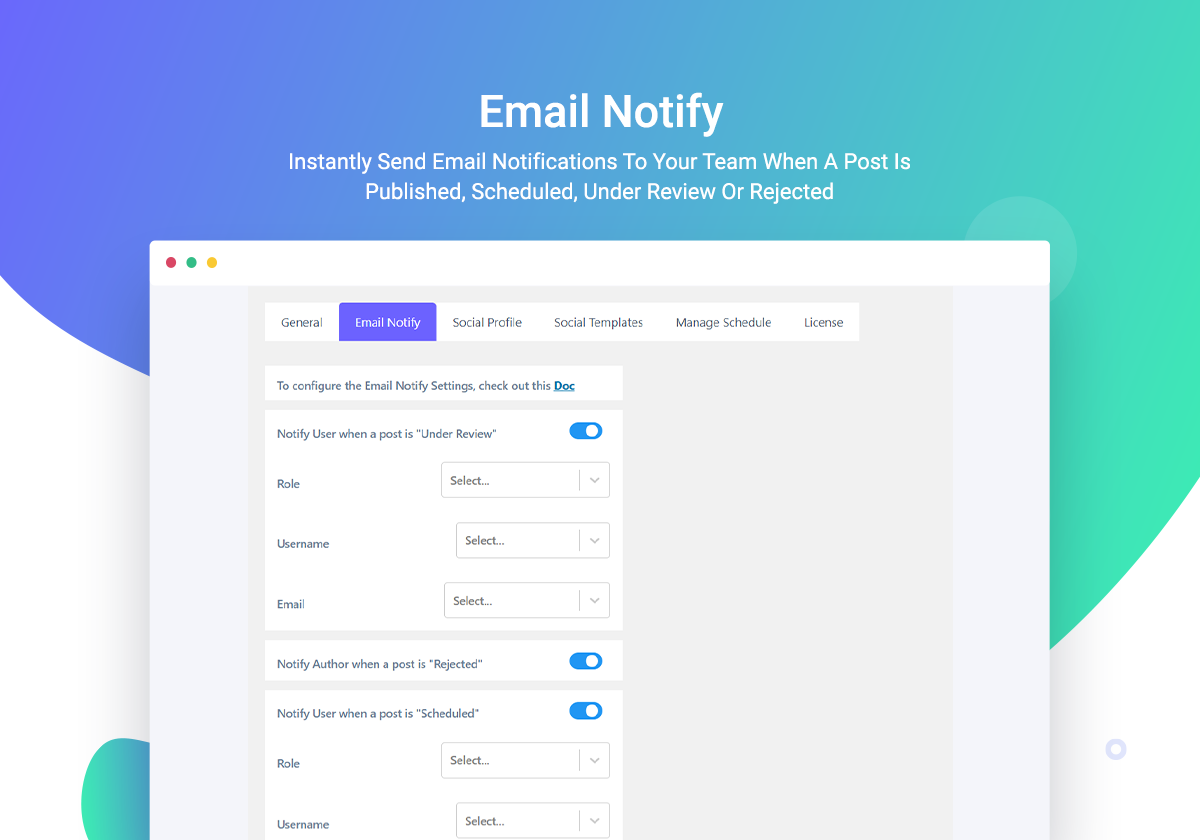 Email Notify
Instantly Send Email Notifications To Your Team When A Post Is
Published, Scheduled, Under Review Or Rejected
General Email Notify Social Profile Social Templates Manage Schedule License
To configure the Email Notify Settings, check out this Doc
Notify User when a post is "Under Review"
Role Select...
Username Select...
Email Select...
Notify Author when a post is "Rejected"
Notify User when a post is "Scheduled"
Role Select...
Username Select...